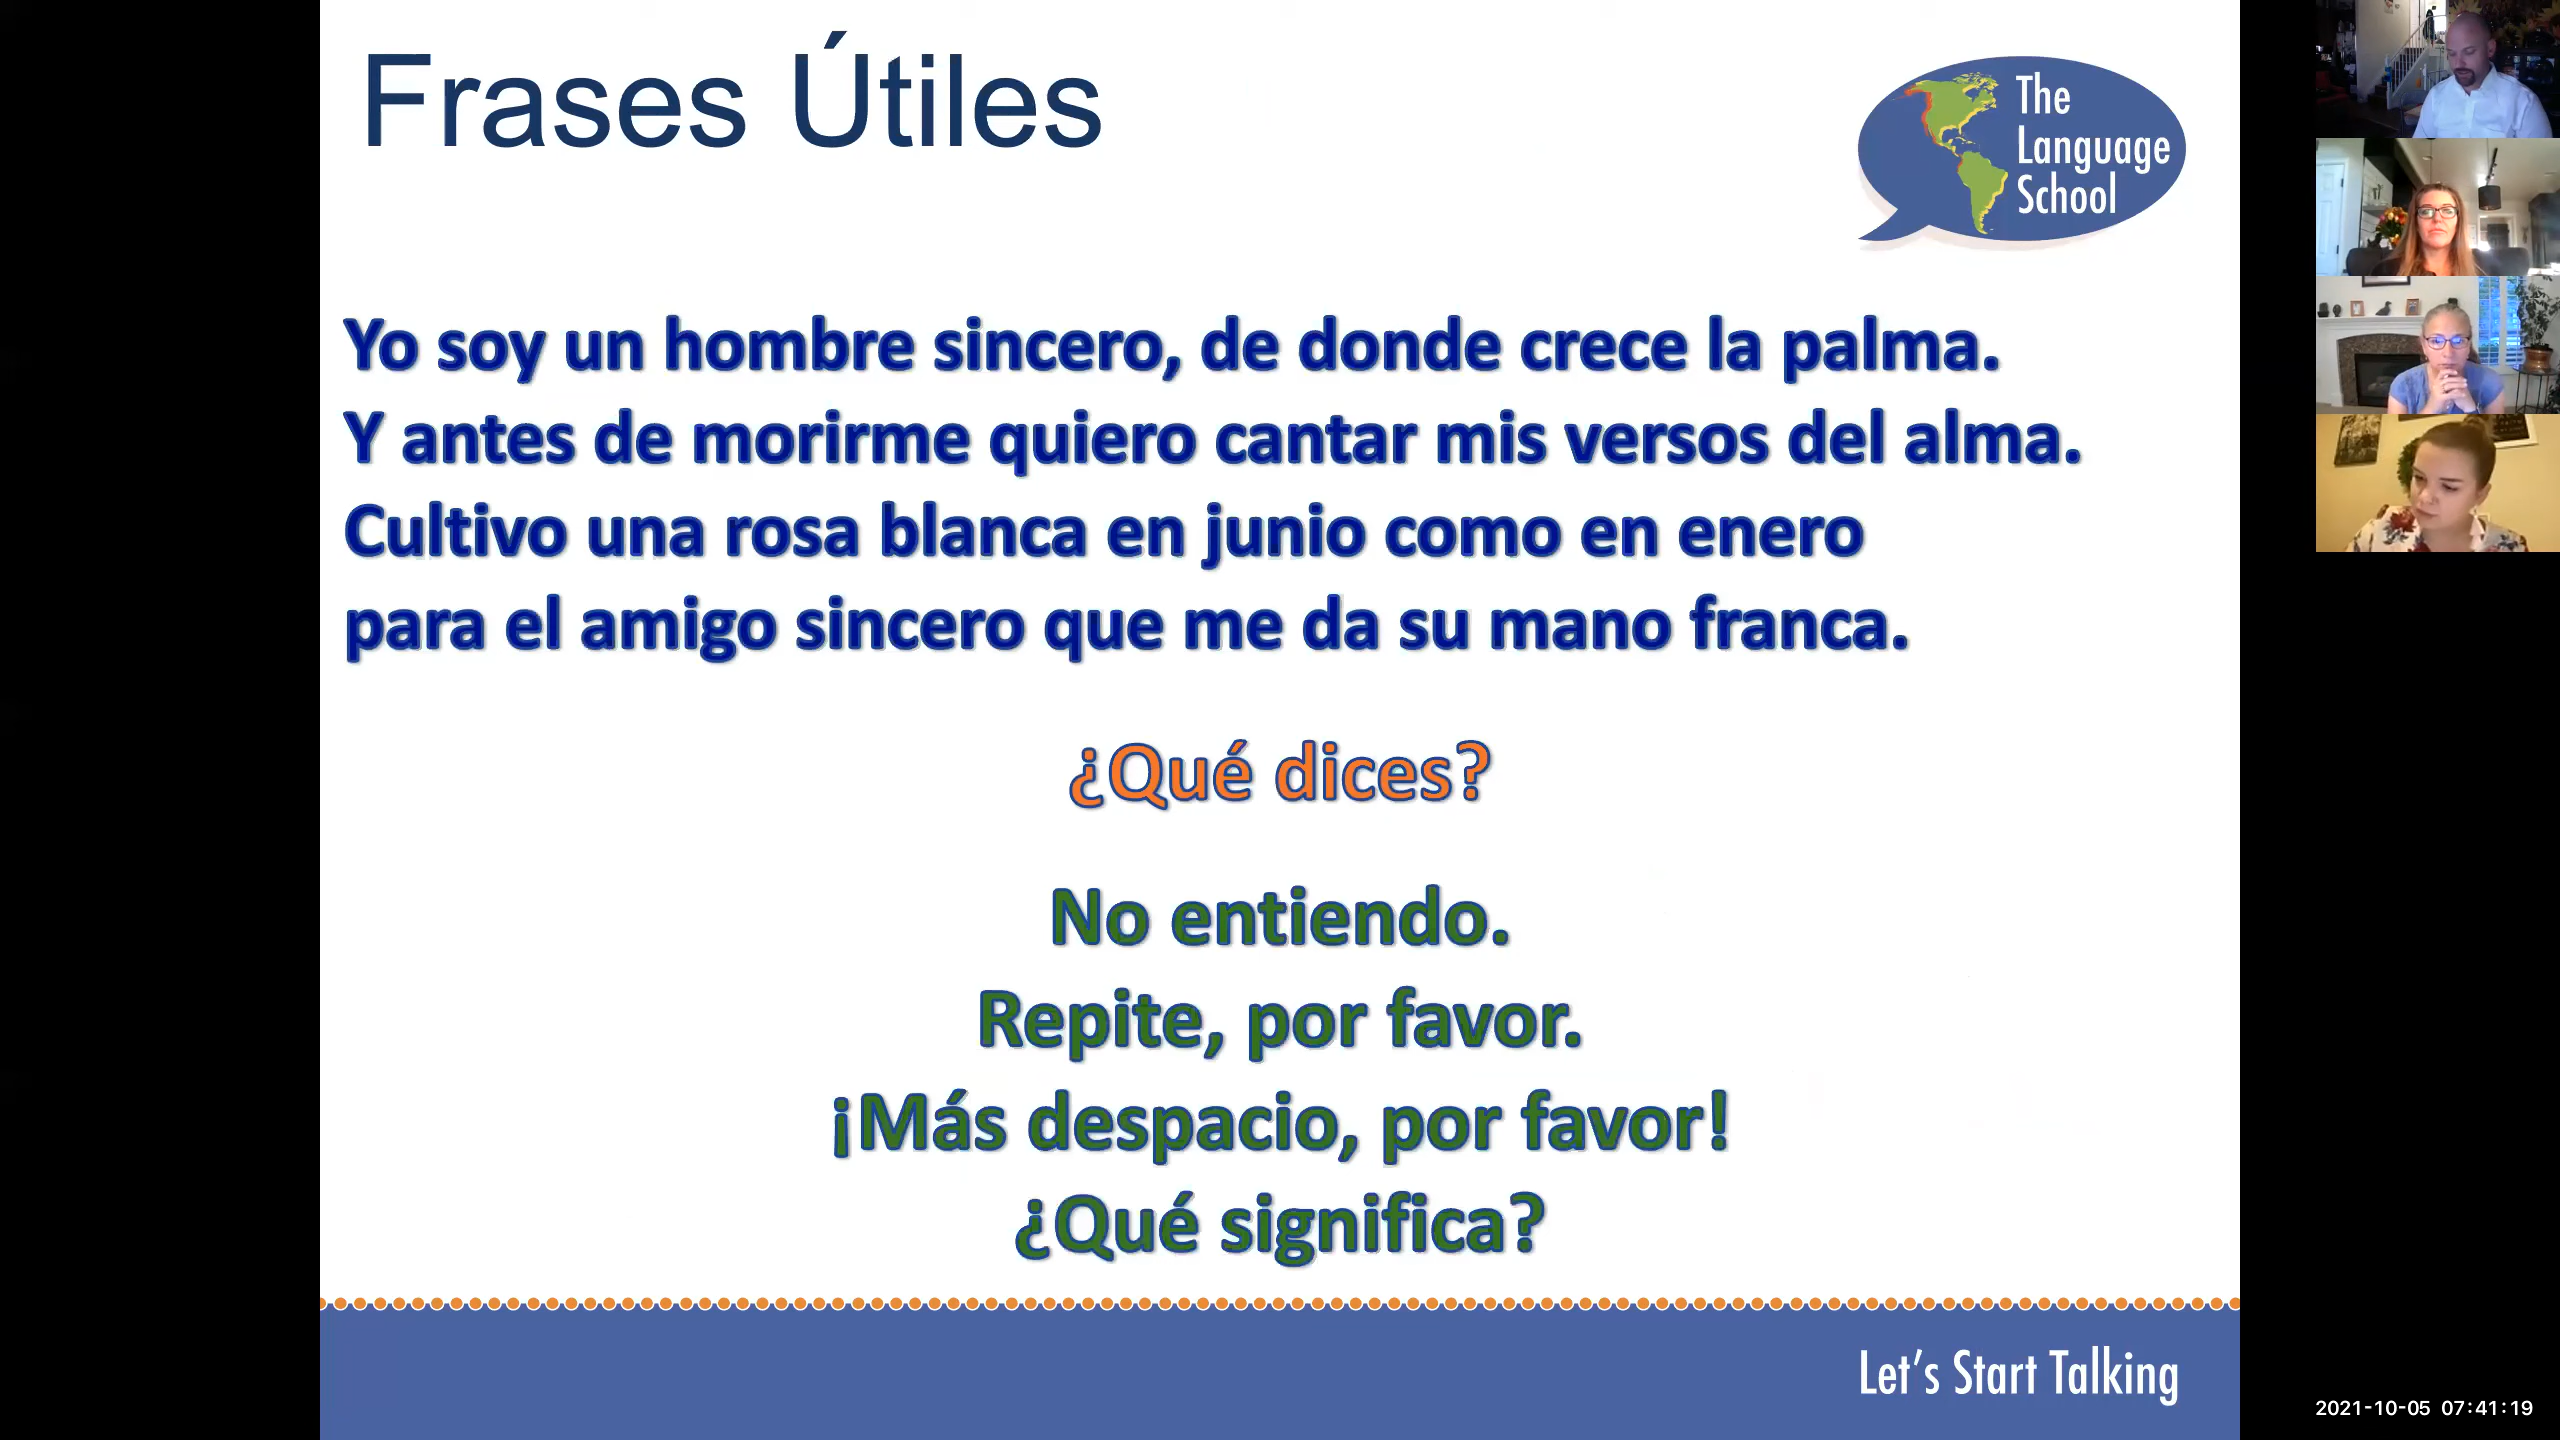 Frases Útiles
The
Language
School
Yo soy un hombre sincero, de donde crece la palma.
Y antes de morirme quiero cantar mis versos del alma.
Cultivo una rosa blanca en junio como en enero
para el amigo sincero que me da su mano franca.
¿Qué dices?
No entiendo.
Repite, por favor.
¡Más despacio, por favor!
¿Qué significa?
Let's Start Talking
2021-10-05 07:41:19